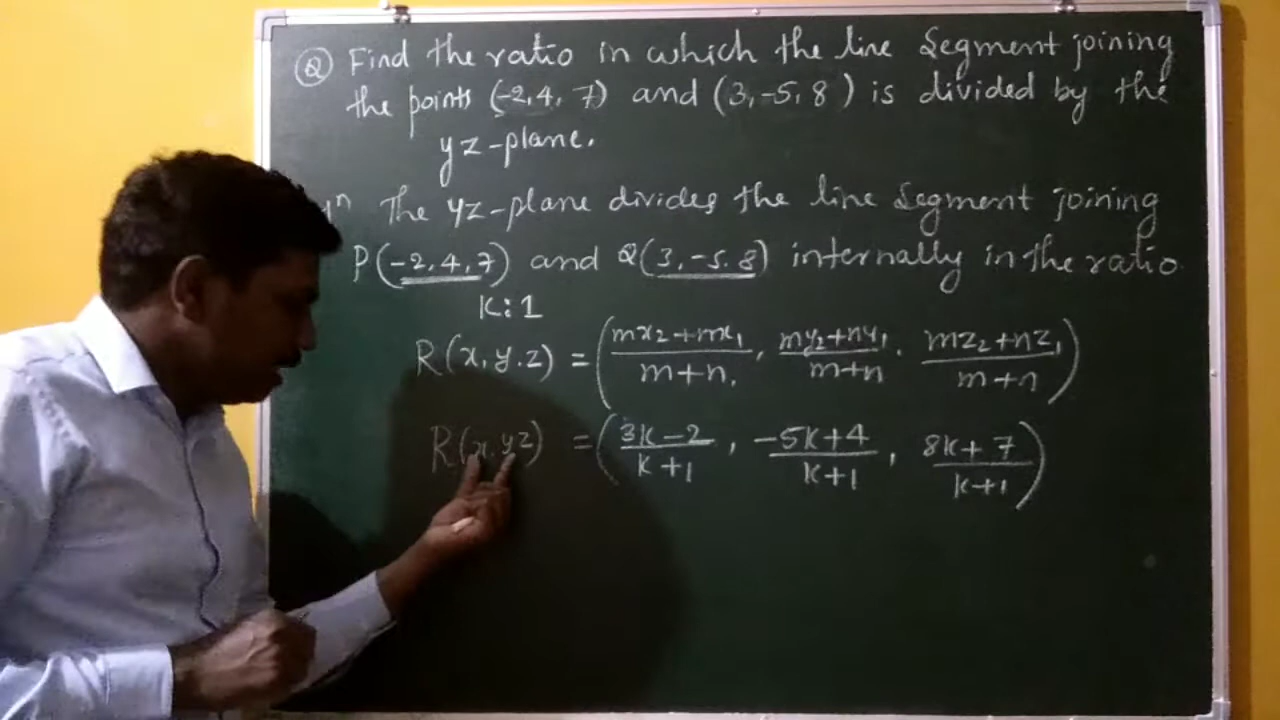 Q Find the ratio in which the line segment joining
the points (-2, 4, 7) and (3, -5, 8) is divided by the
yz-plane.
The yz-plane divides the line segment joining
P(-2, 4, 7) and Q(3, -5. 8) internally in the ratio
K:1
R(x, y. z) = (mx₂+nx₁/m+n, my₂+ny₁/m+n, mz₂+nz₁/m+n)
R(x, yz) = (3k-2/k+1, -5k+4/k+1, 8k+7/k+1)